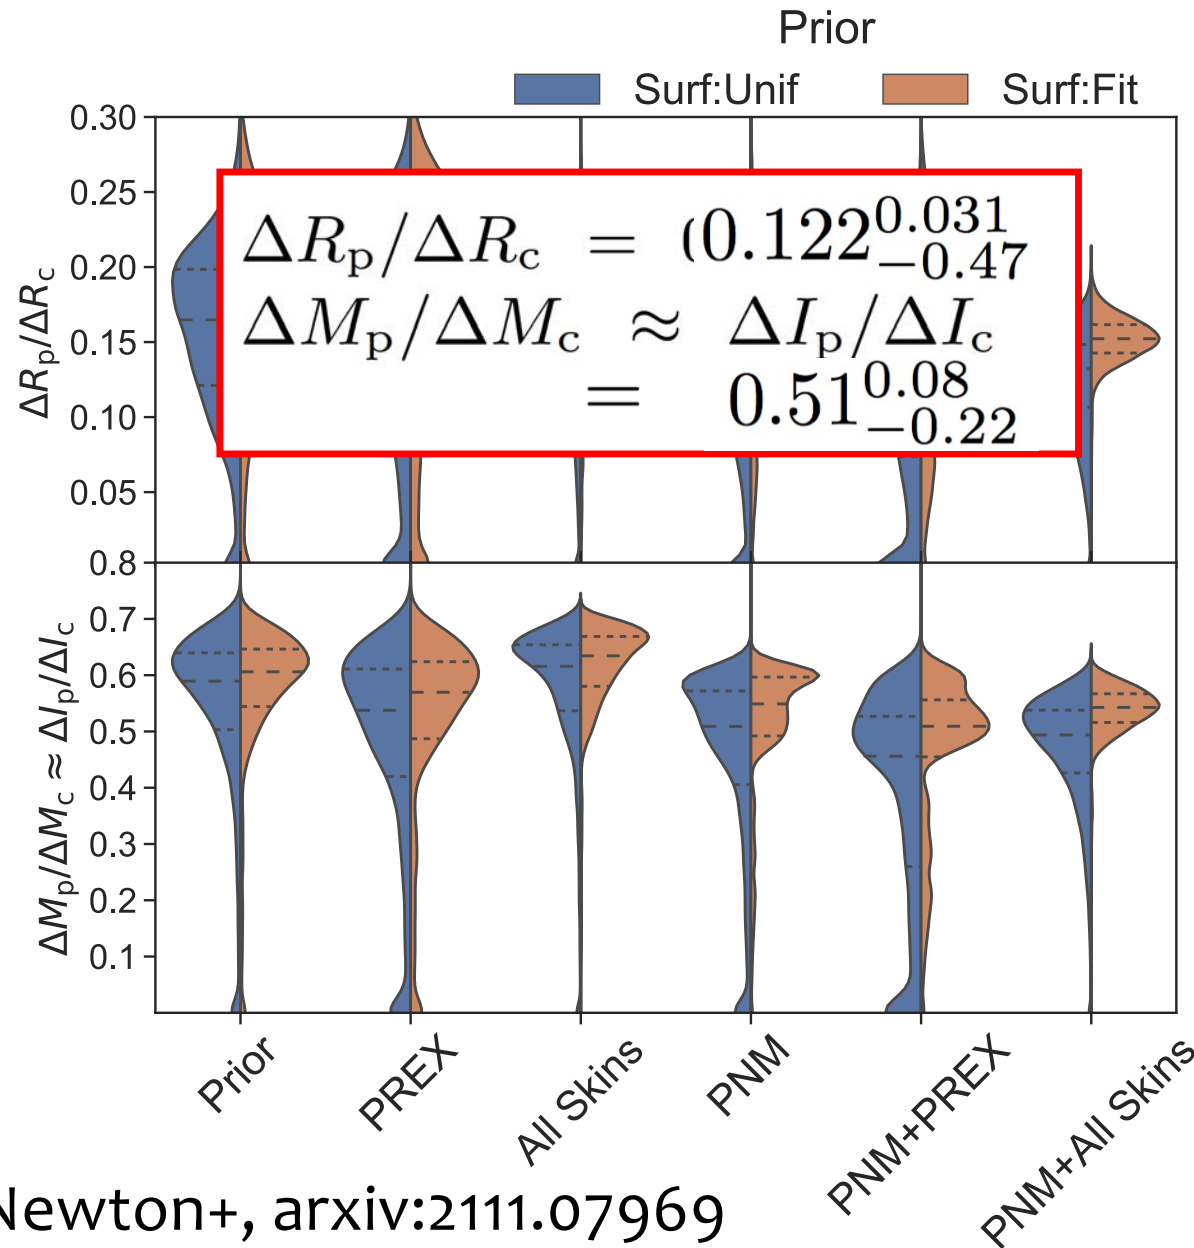 Prior
Surf:Unif Surf:Fit
0.30
0.25
0.20
0.15
0.10
0.05
ΔR_p/ΔR_c
ΔR_p/ΔR_c = (0.122^{0.031}_{−0.47}
ΔM_p/ΔM_c ≈ ΔI_p/ΔI_c
= 0.51^{0.08}_{−0.22}
0.8
0.7
0.6
0.5
0.4
0.3
0.2
0.1
ΔM_p/ΔM_c ≈ ΔI_p/ΔI_c
Prior
PREX
All Skins
PNM
PNM+PREX
PNM+All Skins
Newton+, arxiv:2111.07969